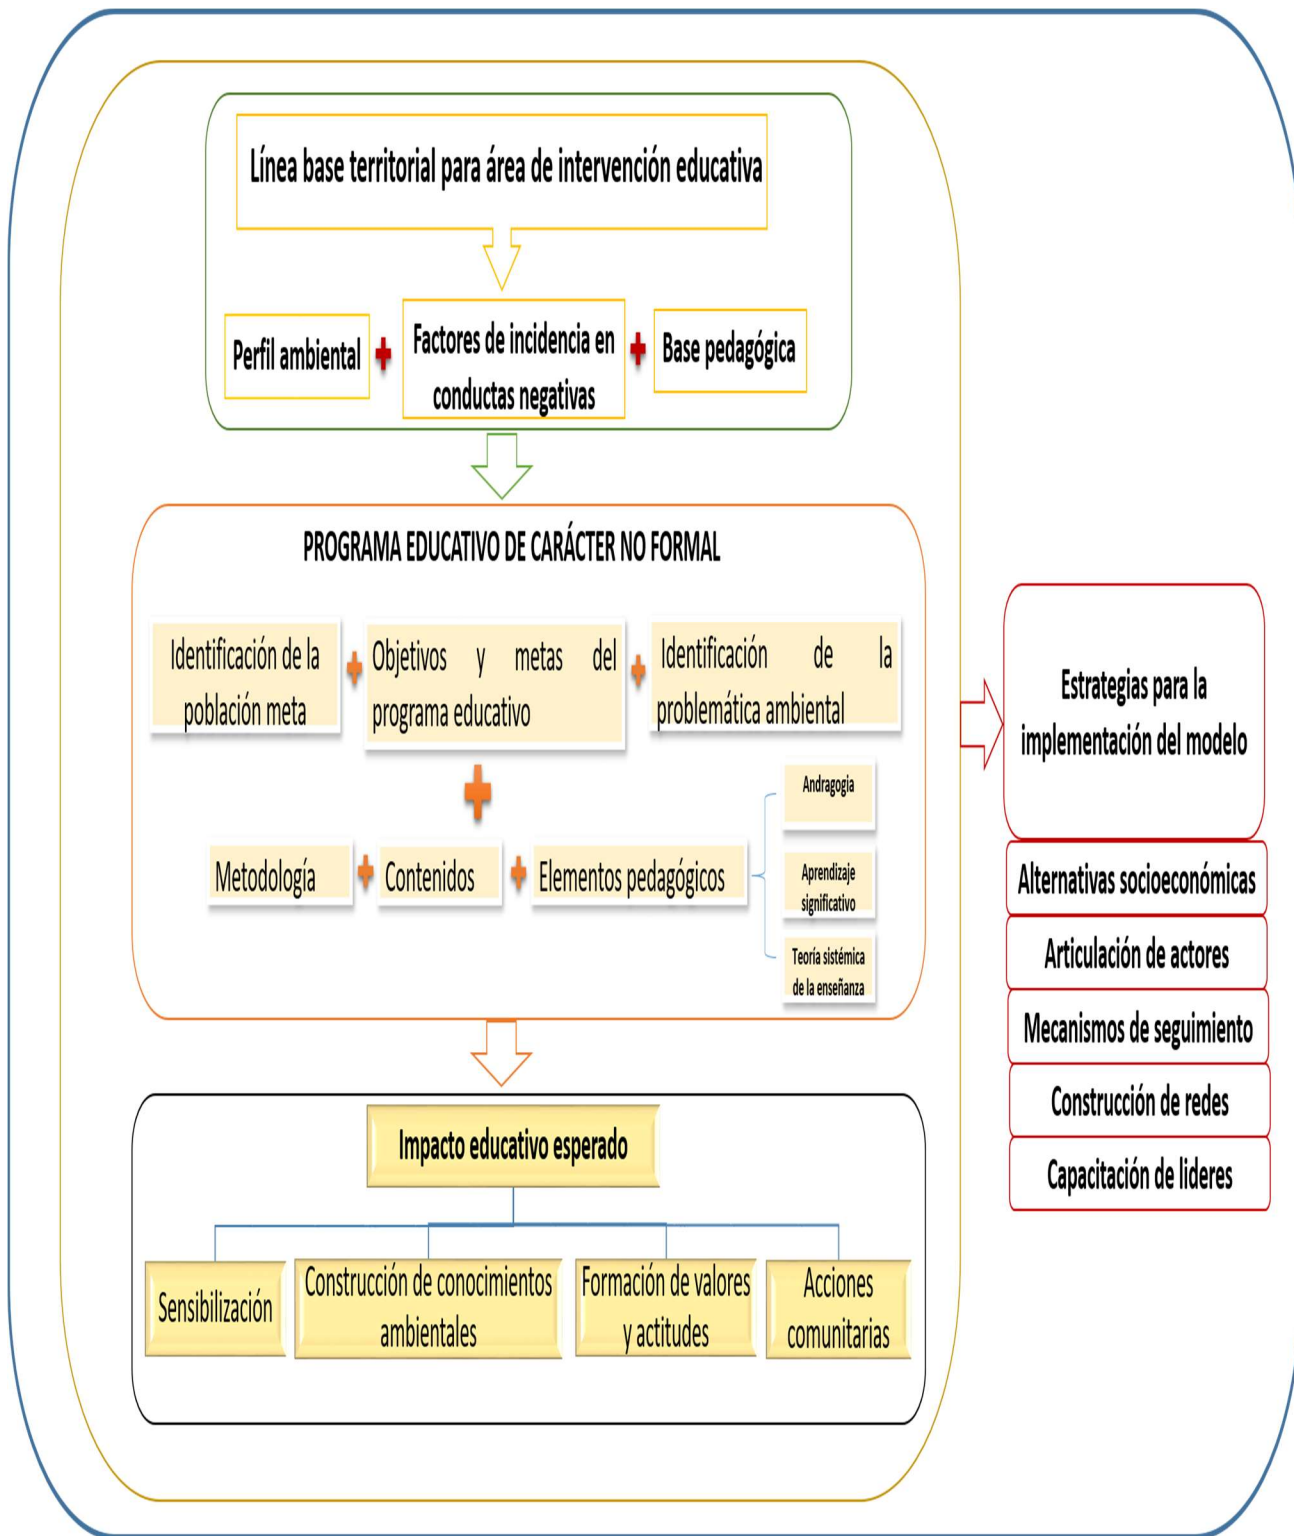 Línea base territorial para área de intervención educativa
Perfil ambiental
Factores de incidencia en
conductas negativas
Base pedagógica
PROGRAMA EDUCATIVO DE CARÁCTER NO FORMAL
Identificación de la
población meta
Objetivos y metas del
programa educativo
Identificación de la
problemática ambiental
Metodología
Contenidos
Elementos pedagógicos
Andragogia
Aprendizaje
significativo
Teoría sistémica
de la enseñanza
Impacto educativo esperado
Sensibilización
Construcción de conocimientos
ambientales
Formación de valores
y actitudes
Acciones
comunitarias
Estrategias para la
implementación del modelo
Alternativas socioeconómicas
Articulación de actores
Mecanismos de seguimiento
Construcción de redes
Capacitación de lideres